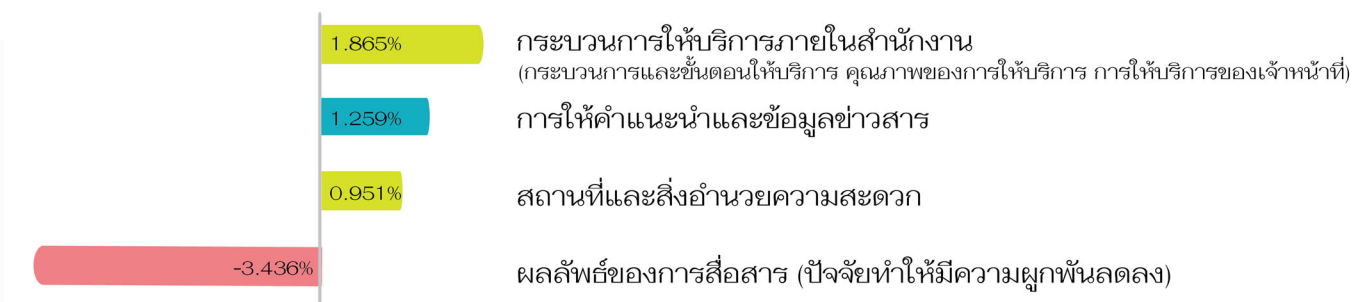 1.865% กระบวนการให้บริการภายในสำนักงาน
(กระบวนการและขั้นตอนให้บริการ คุณภาพของการให้บริการ การให้บริการของเจ้าหน้าที่)
1.259% การให้คำแนะนำและข้อมูลข่าวสาร
0.951% สถานที่และสิ่งอำนวยความสะดวก
-3.436% ผลลัพธ์ของการสื่อสาร (ปัจจัยทำให้มีความผูกพันลดลง)